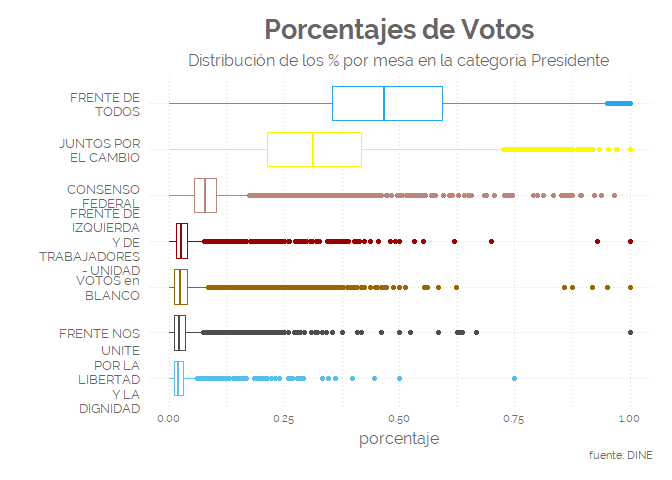 Porcentajes de Votos
Distribución de los % por mesa en la categoria Presidente
FRENTE DE
TODOS
JUNTOS POR
EL CAMBIO
CONSENSO
FEDERAL
FRENTE DE
IZQUIERDA
Y DE
TRABAJADORES
- UNIDAD
VOTOS en
BLANCO
FRENTE NOS
UNITE
POR LA
LIBERTAD
Y LA
DIGNIDAD
0.00 0.25 0.50 0.75 1.00
porcentaje
fuente: DINE